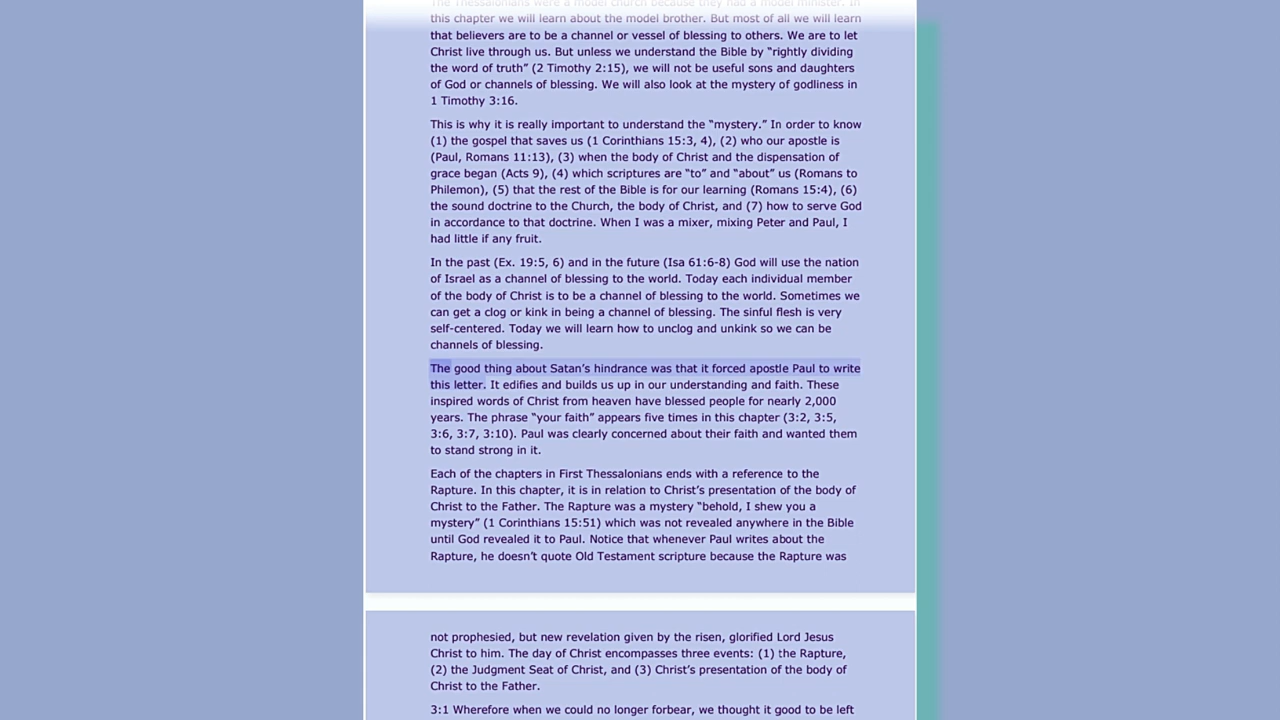 The Thessalonians were a model church because they had a model minister. In
this chapter we will learn about the model brother. But most of all we will learn
that believers are to be a channel or vessel of blessing to others. We are to let
Christ live through us. But unless we understand the Bible by “rightly dividing
the word of truth” (2 Timothy 2:15), we will not be useful sons and daughters
of God or channels of blessing. We will also look at the mystery of godliness in
1 Timothy 3:16.
This is why it is really important to understand the “mystery.” In order to know
(1) the gospel that saves us (1 Corinthians 15:3, 4), (2) who our apostle is
(Paul, Romans 11:13), (3) when the body of Christ and the dispensation of
grace began (Acts 9), (4) which scriptures are “to” and “about” us (Romans to
Philemon), (5) that the rest of the Bible is for our learning (Romans 15:4), (6)
the sound doctrine to the Church, the body of Christ, and (7) how to serve God
in accordance to that doctrine. When I was a mixer, mixing Peter and Paul, I
had little if any fruit.
In the past (Ex. 19:5, 6) and in the future (Isa 61:6-8) God will use the nation
of Israel as a channel of blessing to the world. Today each individual member
of the body of Christ is to be a channel of blessing to the world. Sometimes we
can get a clog or kink in being a channel of blessing. The sinful flesh is very
self-centered. Today we will learn how to unclog and unkink so we can be
channels of blessing.
The good thing about Satan’s hindrance was that it forced apostle Paul to write
this letter. It edifies and builds us up in our understanding and faith. These
inspired words of Christ from heaven have blessed people for nearly 2,000
years. The phrase “your faith” appears five times in this chapter (3:2, 3:5,
3:6, 3:7, 3:10). Paul was clearly concerned about their faith and wanted them
to stand strong in it.
Each of the chapters in First Thessalonians ends with a reference to the
Rapture. In this chapter, it is in relation to Christ’s presentation of the body of
Christ to the Father. The Rapture was a mystery “behold, I shew you a
mystery” (1 Corinthians 15:51) which was not revealed anywhere in the Bible
until God revealed it to Paul. Notice that whenever Paul writes about the
Rapture, he doesn’t quote Old Testament scripture because the Rapture was
not prophesied, but new revelation given by the risen, glorified Lord Jesus
Christ to him. The day of Christ encompasses three events: (1) the Rapture,
(2) the Judgment Seat of Christ, and (3) Christ’s presentation of the body of
Christ to the Father.
3:1 Wherefore when we could no longer forbear, we thought it good to be left